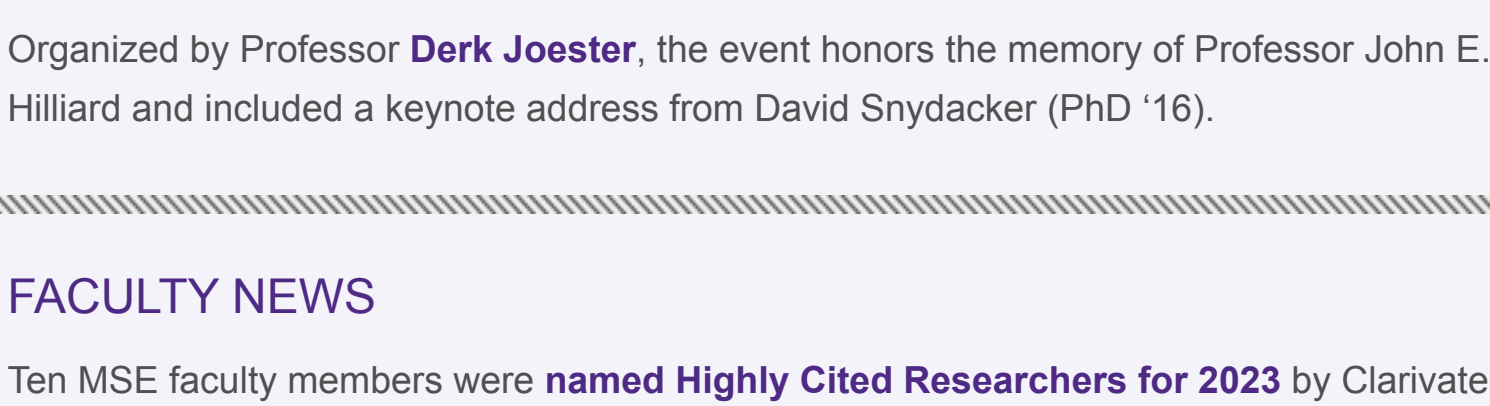 Organized by Professor Derk Joester, the event honors the memory of Professor John E.
Hilliard and included a keynote address from David Snydacker (PhD ‘16).
FACULTY NEWS
Ten MSE faculty members were named Highly Cited Researchers for 2023 by Clarivate